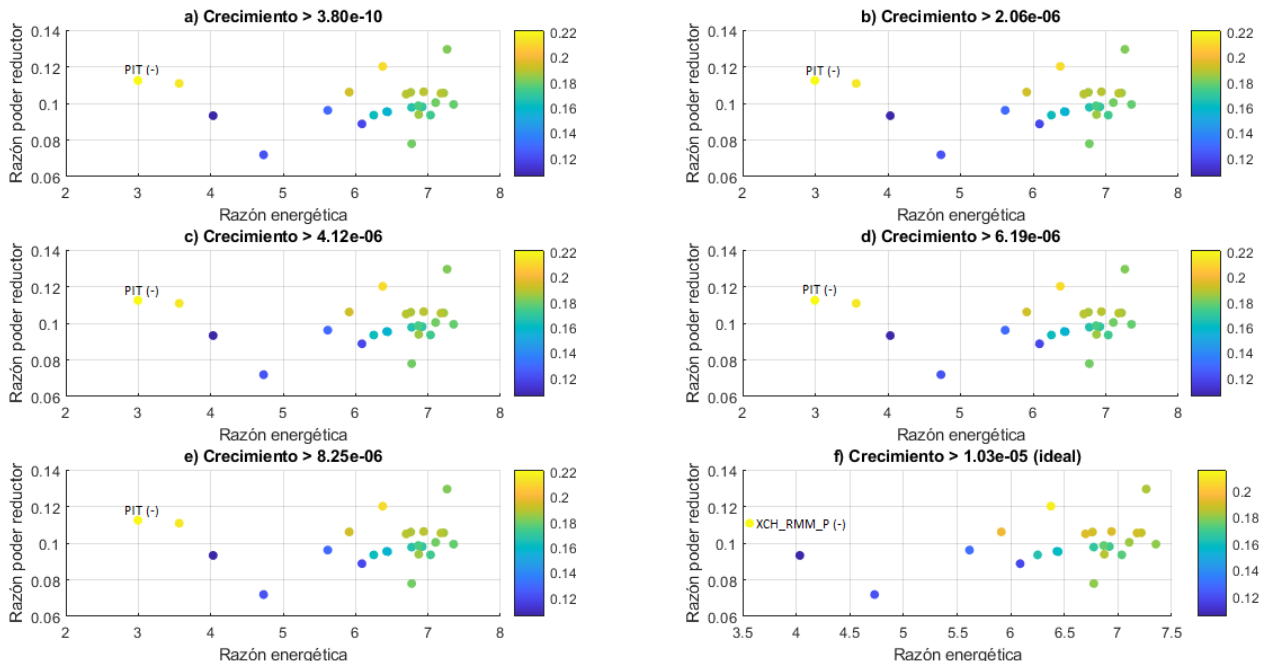 a) Crecimiento > 3.80e-10
Razón poder reductor
0.14
0.12
0.1
0.08
0.06
PIT (-)
2 3 4 5 6 7 8
Razón energética
0.22
0.2
0.18
0.16
0.14
0.12
b) Crecimiento > 2.06e-06
Razón poder reductor
0.14
0.12
0.1
0.08
0.06
PIT (-)
2 3 4 5 6 7 8
Razón energética
0.22
0.2
0.18
0.16
0.14
0.12
c) Crecimiento > 4.12e-06
Razón poder reductor
0.14
0.12
0.1
0.08
0.06
PIT (-)
2 3 4 5 6 7 8
Razón energética
0.22
0.2
0.18
0.16
0.14
0.12
d) Crecimiento > 6.19e-06
Razón poder reductor
0.14
0.12
0.1
0.08
0.06
PIT (-)
2 3 4 5 6 7 8
Razón energética
0.22
0.2
0.18
0.16
0.14
0.12
e) Crecimiento > 8.25e-06
Razón poder reductor
0.14
0.12
0.1
0.08
0.06
PIT (-)
2 3 4 5 6 7 8
Razón energética
0.22
0.2
0.18
0.16
0.14
0.12
f) Crecimiento > 1.03e-05 (ideal)
Razón poder reductor
0.14
0.12
0.1
0.08
0.06
XCH_RMM_P (-)
3.5 4 4.5 5 5.5 6 6.5 7 7.5
Razón energética
0.2
0.18
0.16
0.14
0.12